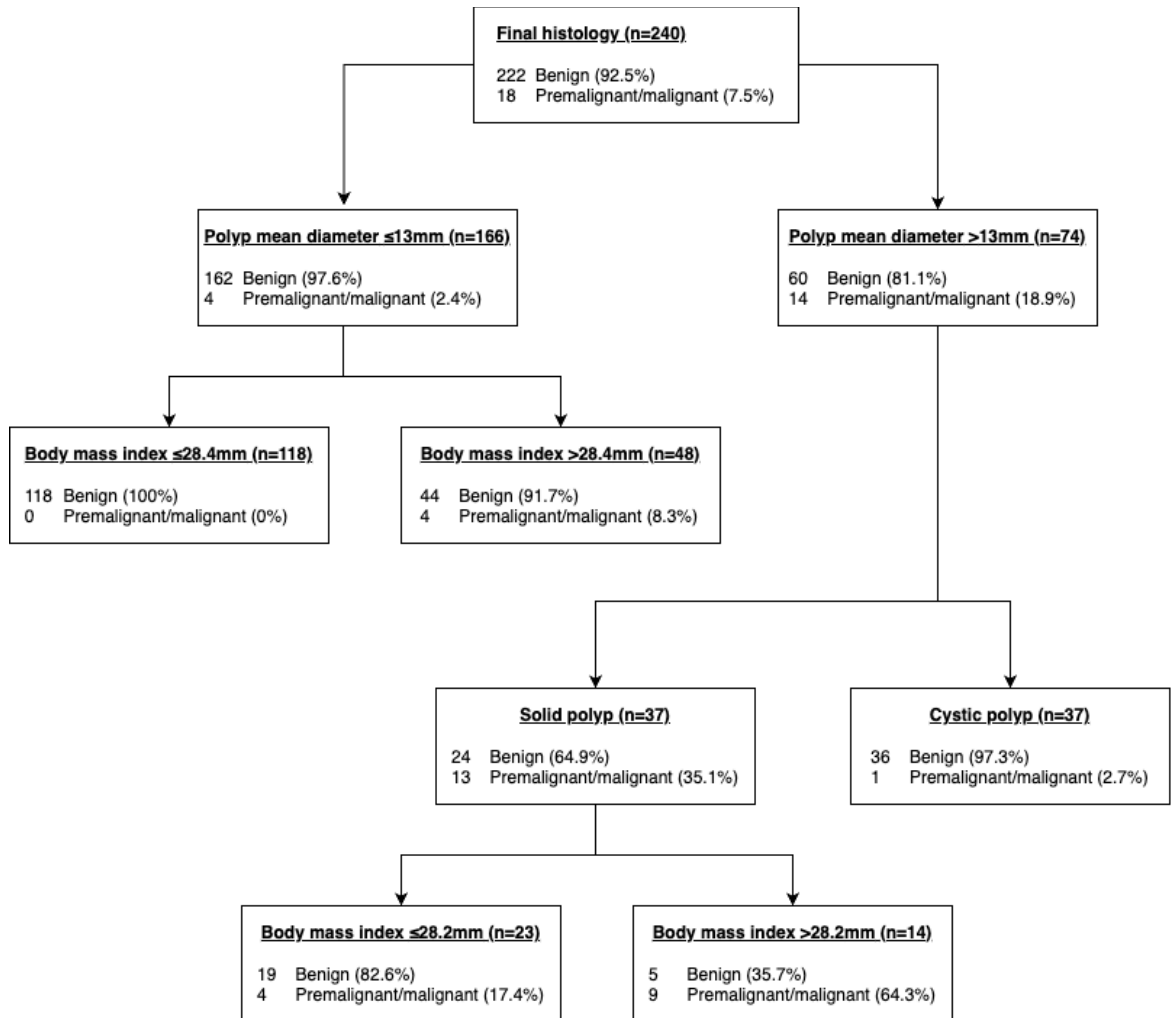 Final histology (n=240)
222 Benign (92.5%)
18 Premalignant/malignant (7.5%)
Polyp mean diameter ≤13mm (n=166)
162 Benign (97.6%)
4 Premalignant/malignant (2.4%)
Polyp mean diameter >13mm (n=74)
60 Benign (81.1%)
14 Premalignant/malignant (18.9%)
Body mass index ≤28.4mm (n=118)
118 Benign (100%)
0 Premalignant/malignant (0%)
Body mass index >28.4mm (n=48)
44 Benign (91.7%)
4 Premalignant/malignant (8.3%)
Solid polyp (n=37)
24 Benign (64.9%)
13 Premalignant/malignant (35.1%)
Cystic polyp (n=37)
36 Benign (97.3%)
1 Premalignant/malignant (2.7%)
Body mass index ≤28.2mm (n=23)
19 Benign (82.6%)
4 Premalignant/malignant (17.4%)
Body mass index >28.2mm (n=14)
5 Benign (35.7%)
9 Premalignant/malignant (64.3%)